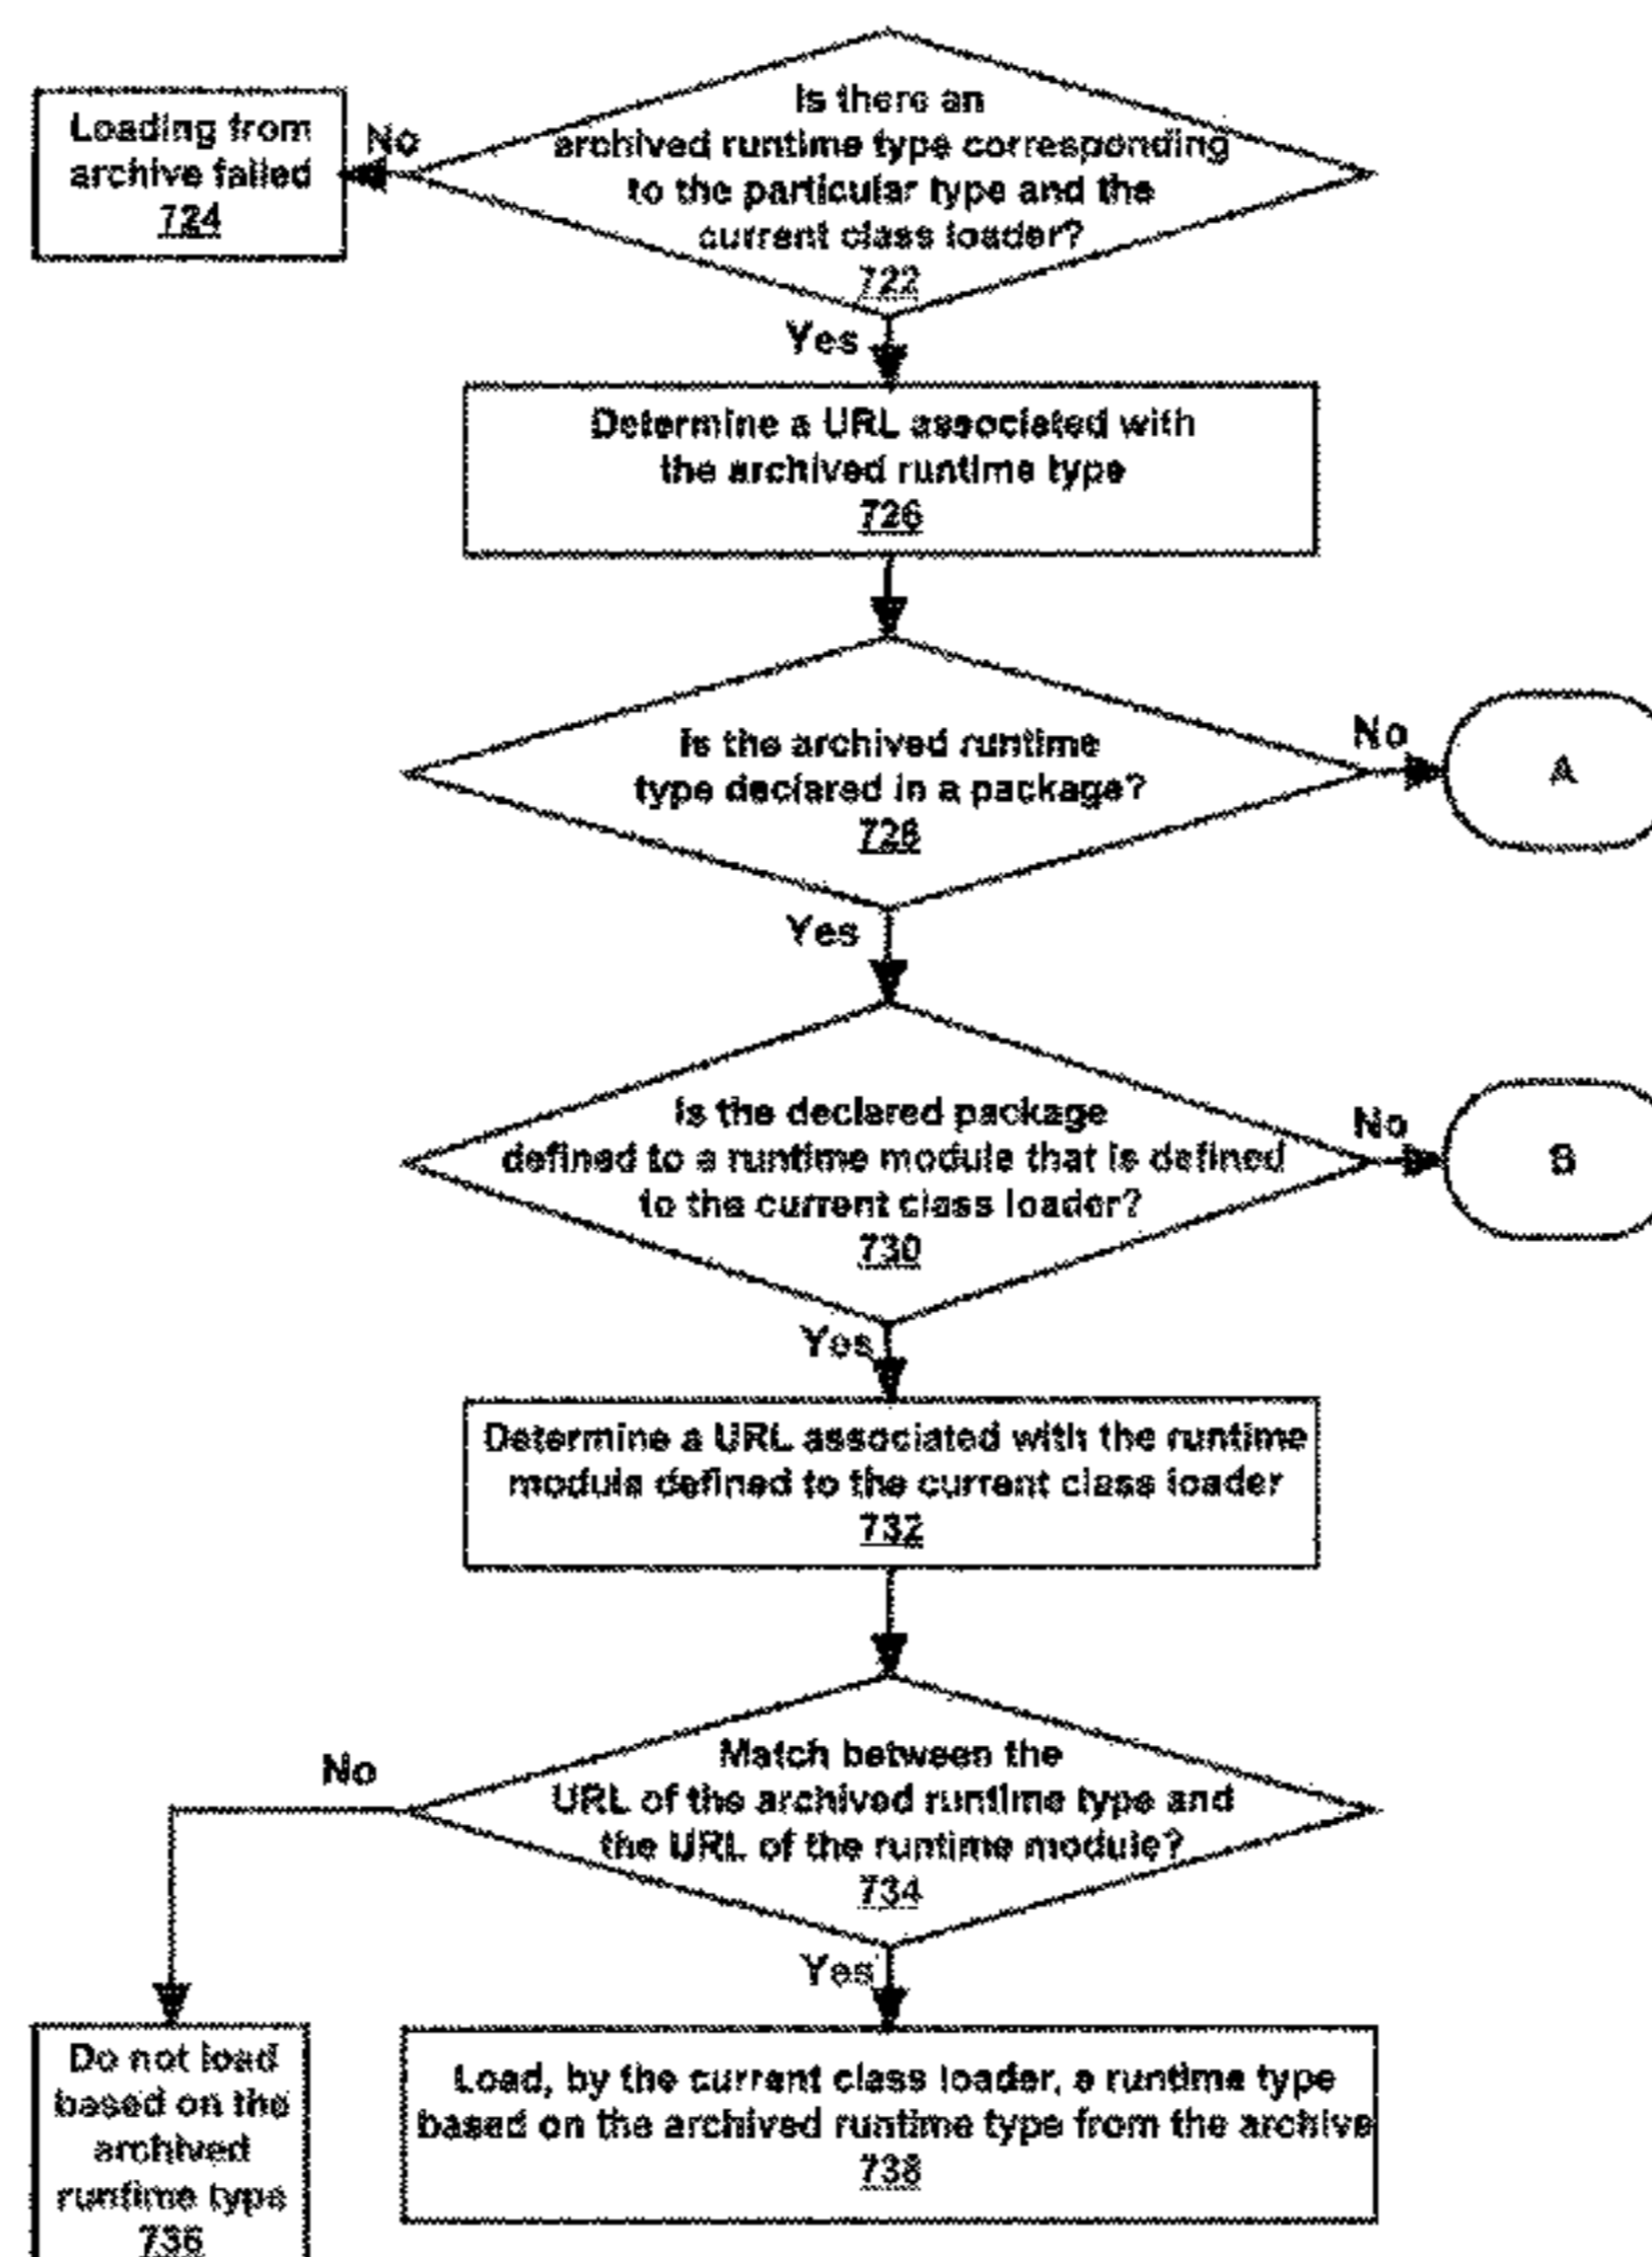 Is there an
archived runtime type corresponding
to the particular type and the
current class loader?
722
No
Loading from
archive failed
724
Yes
Determine a URL associated with
the archived runtime type
726
Is the archived runtime
type declared in a package?
728
No
A
Yes
Is the declared package
defined to a runtime module that is defined
to the current class loader?
730
No
B
Yes
Determine a URL associated with the runtime
module defined to the current class loader
732
Match between the
URL of the archived runtime type and
the URL of the runtime module?
734
No
Yes
Do not load
based on the
archived
runtime type
736
Load, by the current class loader, a runtime type
based on the archived runtime type from the archive
738